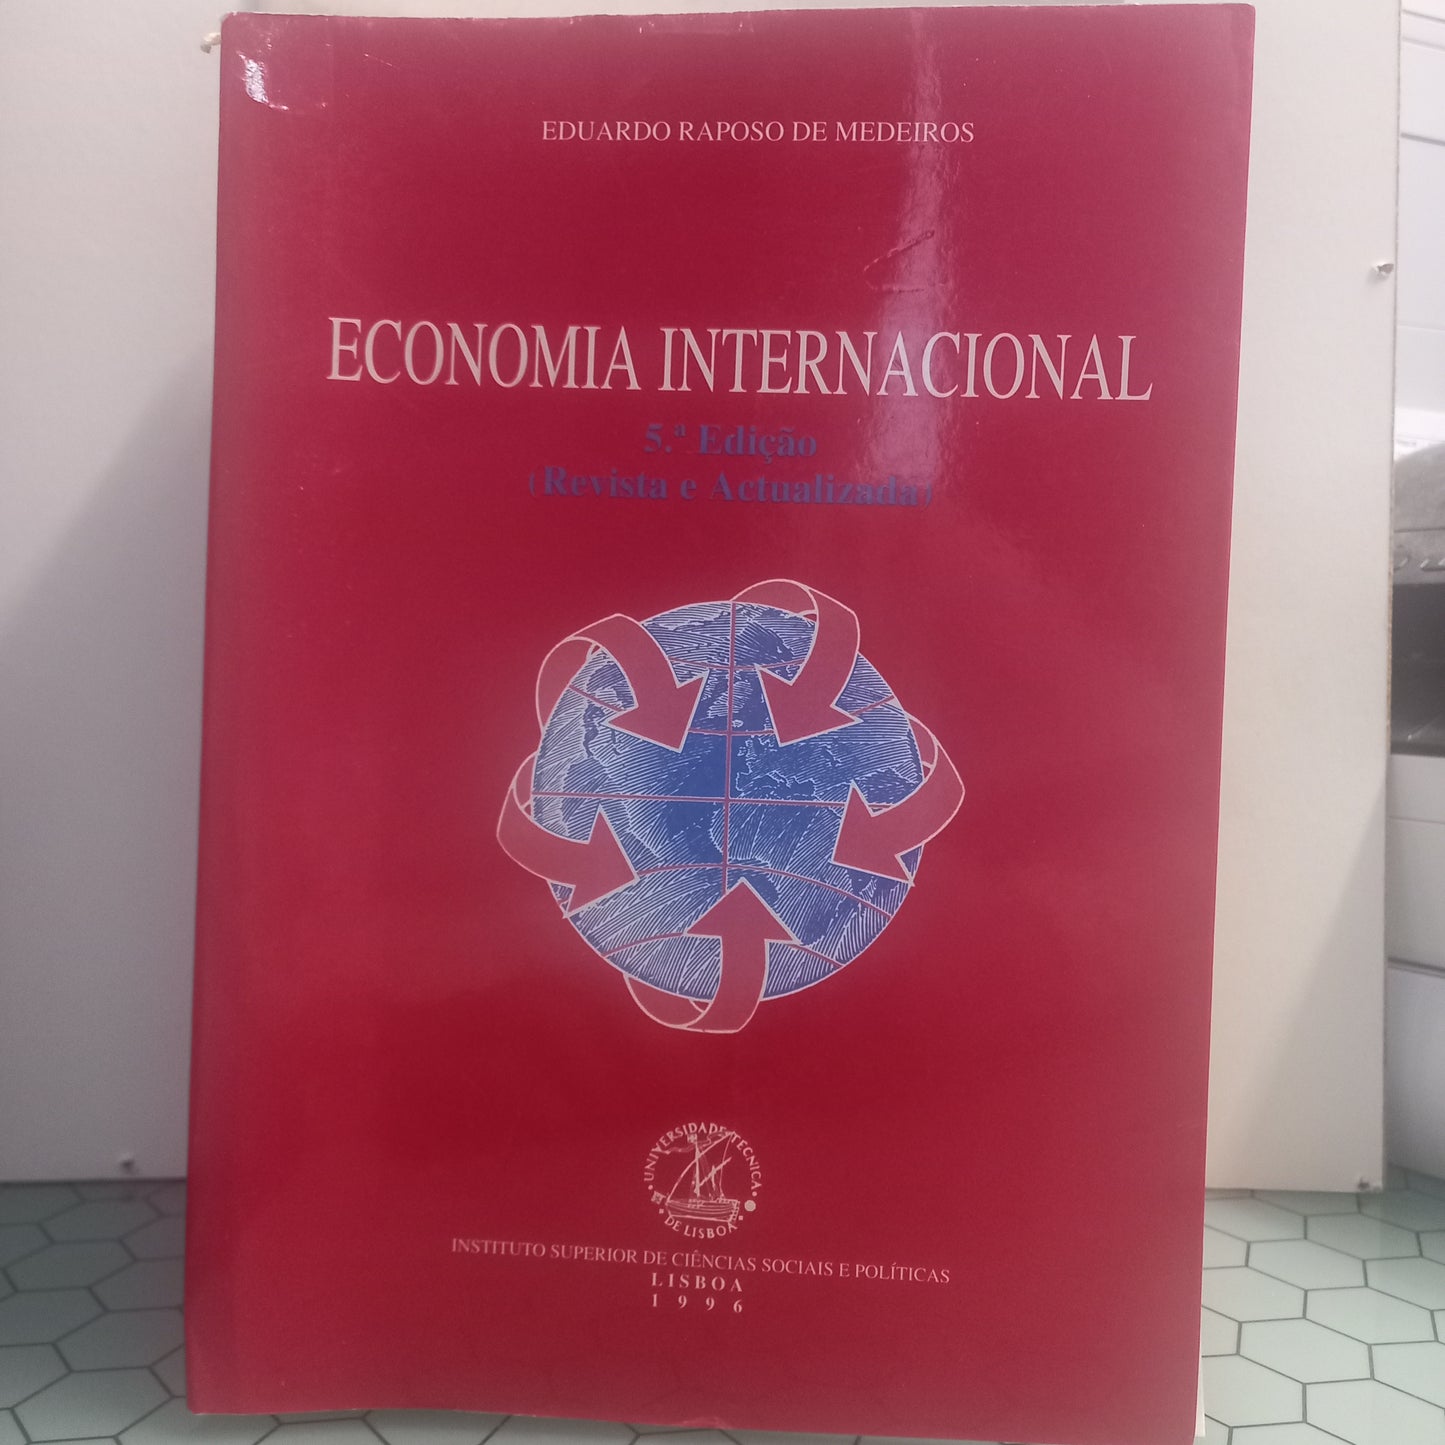 EDUARDO RAPOSO DE MEDEIROS
ECONOMIA INTERNACIONAL
5.ª Edição
(Revista e Actualizada)
UNIVERSIDADE TECNICA
DE LISBOA
INSTITUTO SUPERIOR DE CIÊNCIAS SOCIAIS E POLÍTICAS
LISBOA
1996